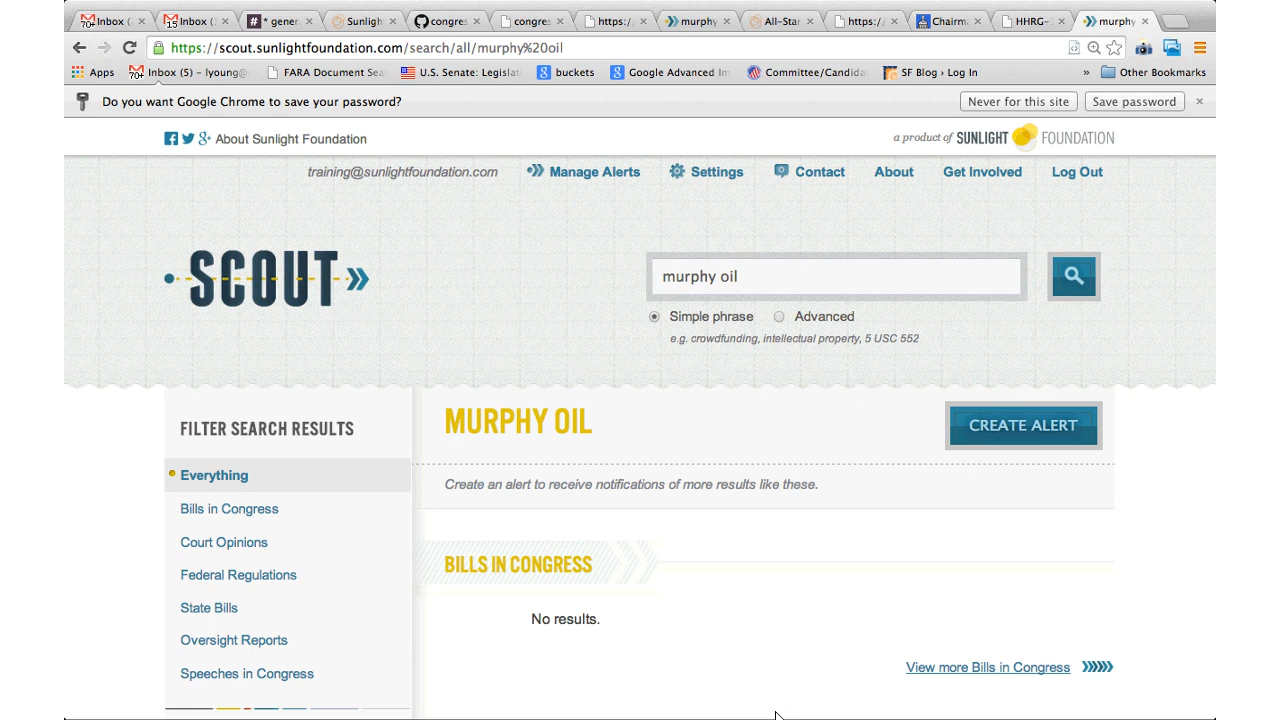 Inbox (
Inbox (
* gener
Sunligh
congres
congres
https:/
murphy
All-Star
https:/
Chairma
HHRG-
murphy
https://scout.sunlightfoundation.com/search/all/murphy%20oil
Apps
Inbox (5) – lyoung@
FARA Document Sea
U.S. Senate: Legislat
buckets
Google Advanced Im
Committee/Candida
SF Blog › Log In
»
Other Bookmarks
Do you want Google Chrome to save your password?
Never for this site
Save password
About Sunlight Foundation
a product of SUNLIGHT FOUNDATION
training@sunlightfoundation.com
Manage Alerts
Settings
Contact
About
Get Involved
Log Out
SCOUT
murphy oil
Simple phrase
Advanced
e.g. crowdfunding, intellectual property, 5 USC 552
FILTER SEARCH RESULTS
Everything
Bills in Congress
Court Opinions
Federal Regulations
State Bills
Oversight Reports
Speeches in Congress
MURPHY OIL
CREATE ALERT
Create an alert to receive notifications of more results like these.
BILLS IN CONGRESS
No results.
View more Bills in Congress